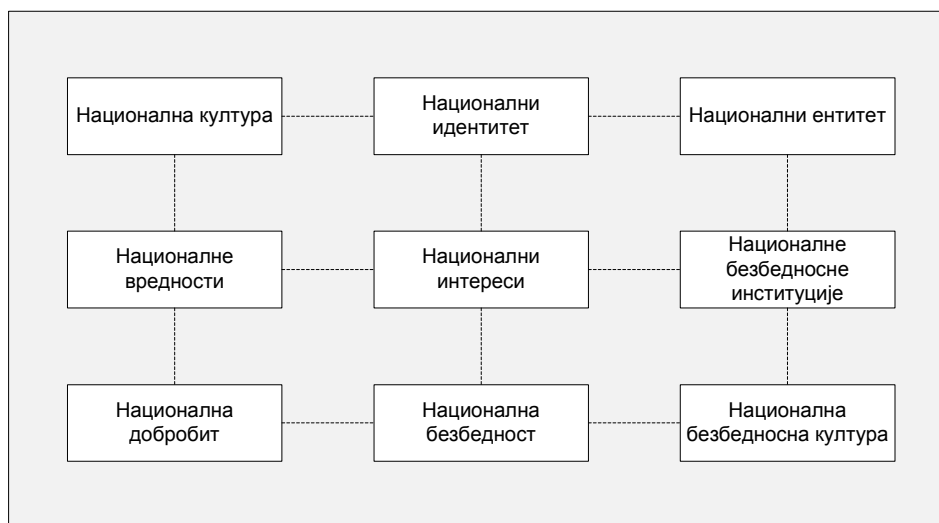 Национална култура
Национални
идентитет
Национални ентитет
Националне
вредности
Национални
интереси
Националне
безбедносне
институције
Национална
добробит
Национална
безбедност
Национална
безбедносна култура